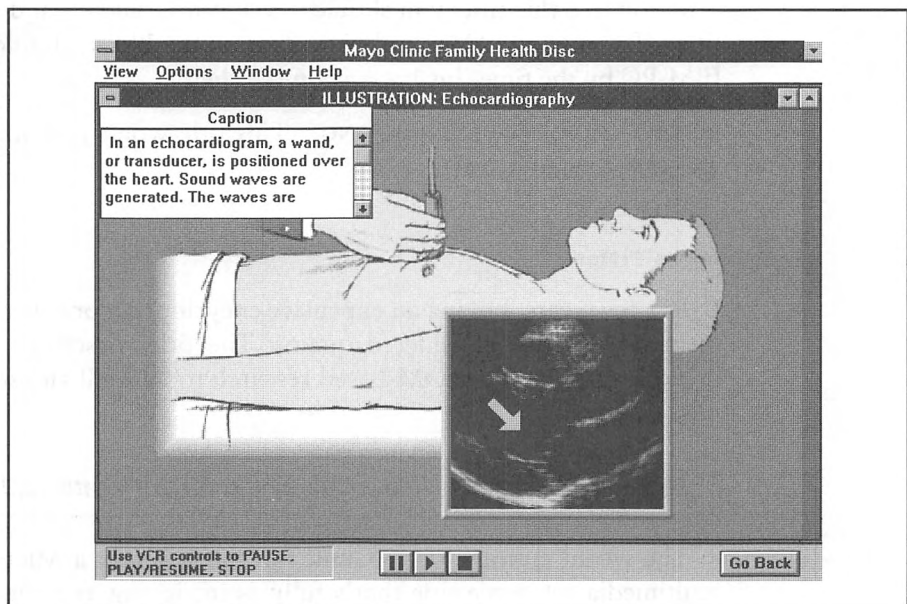 Mayo Clinic Family Health Disc
View Options Window Help
ILLUSTRATION: Echocardiography
Caption
In an echocardiogram, a wand,
or transducer, is positioned over
the heart. Sound waves are
generated. The waves are
Use VCR controls to PAUSE,
PLAY/RESUME, STOP
Go Back